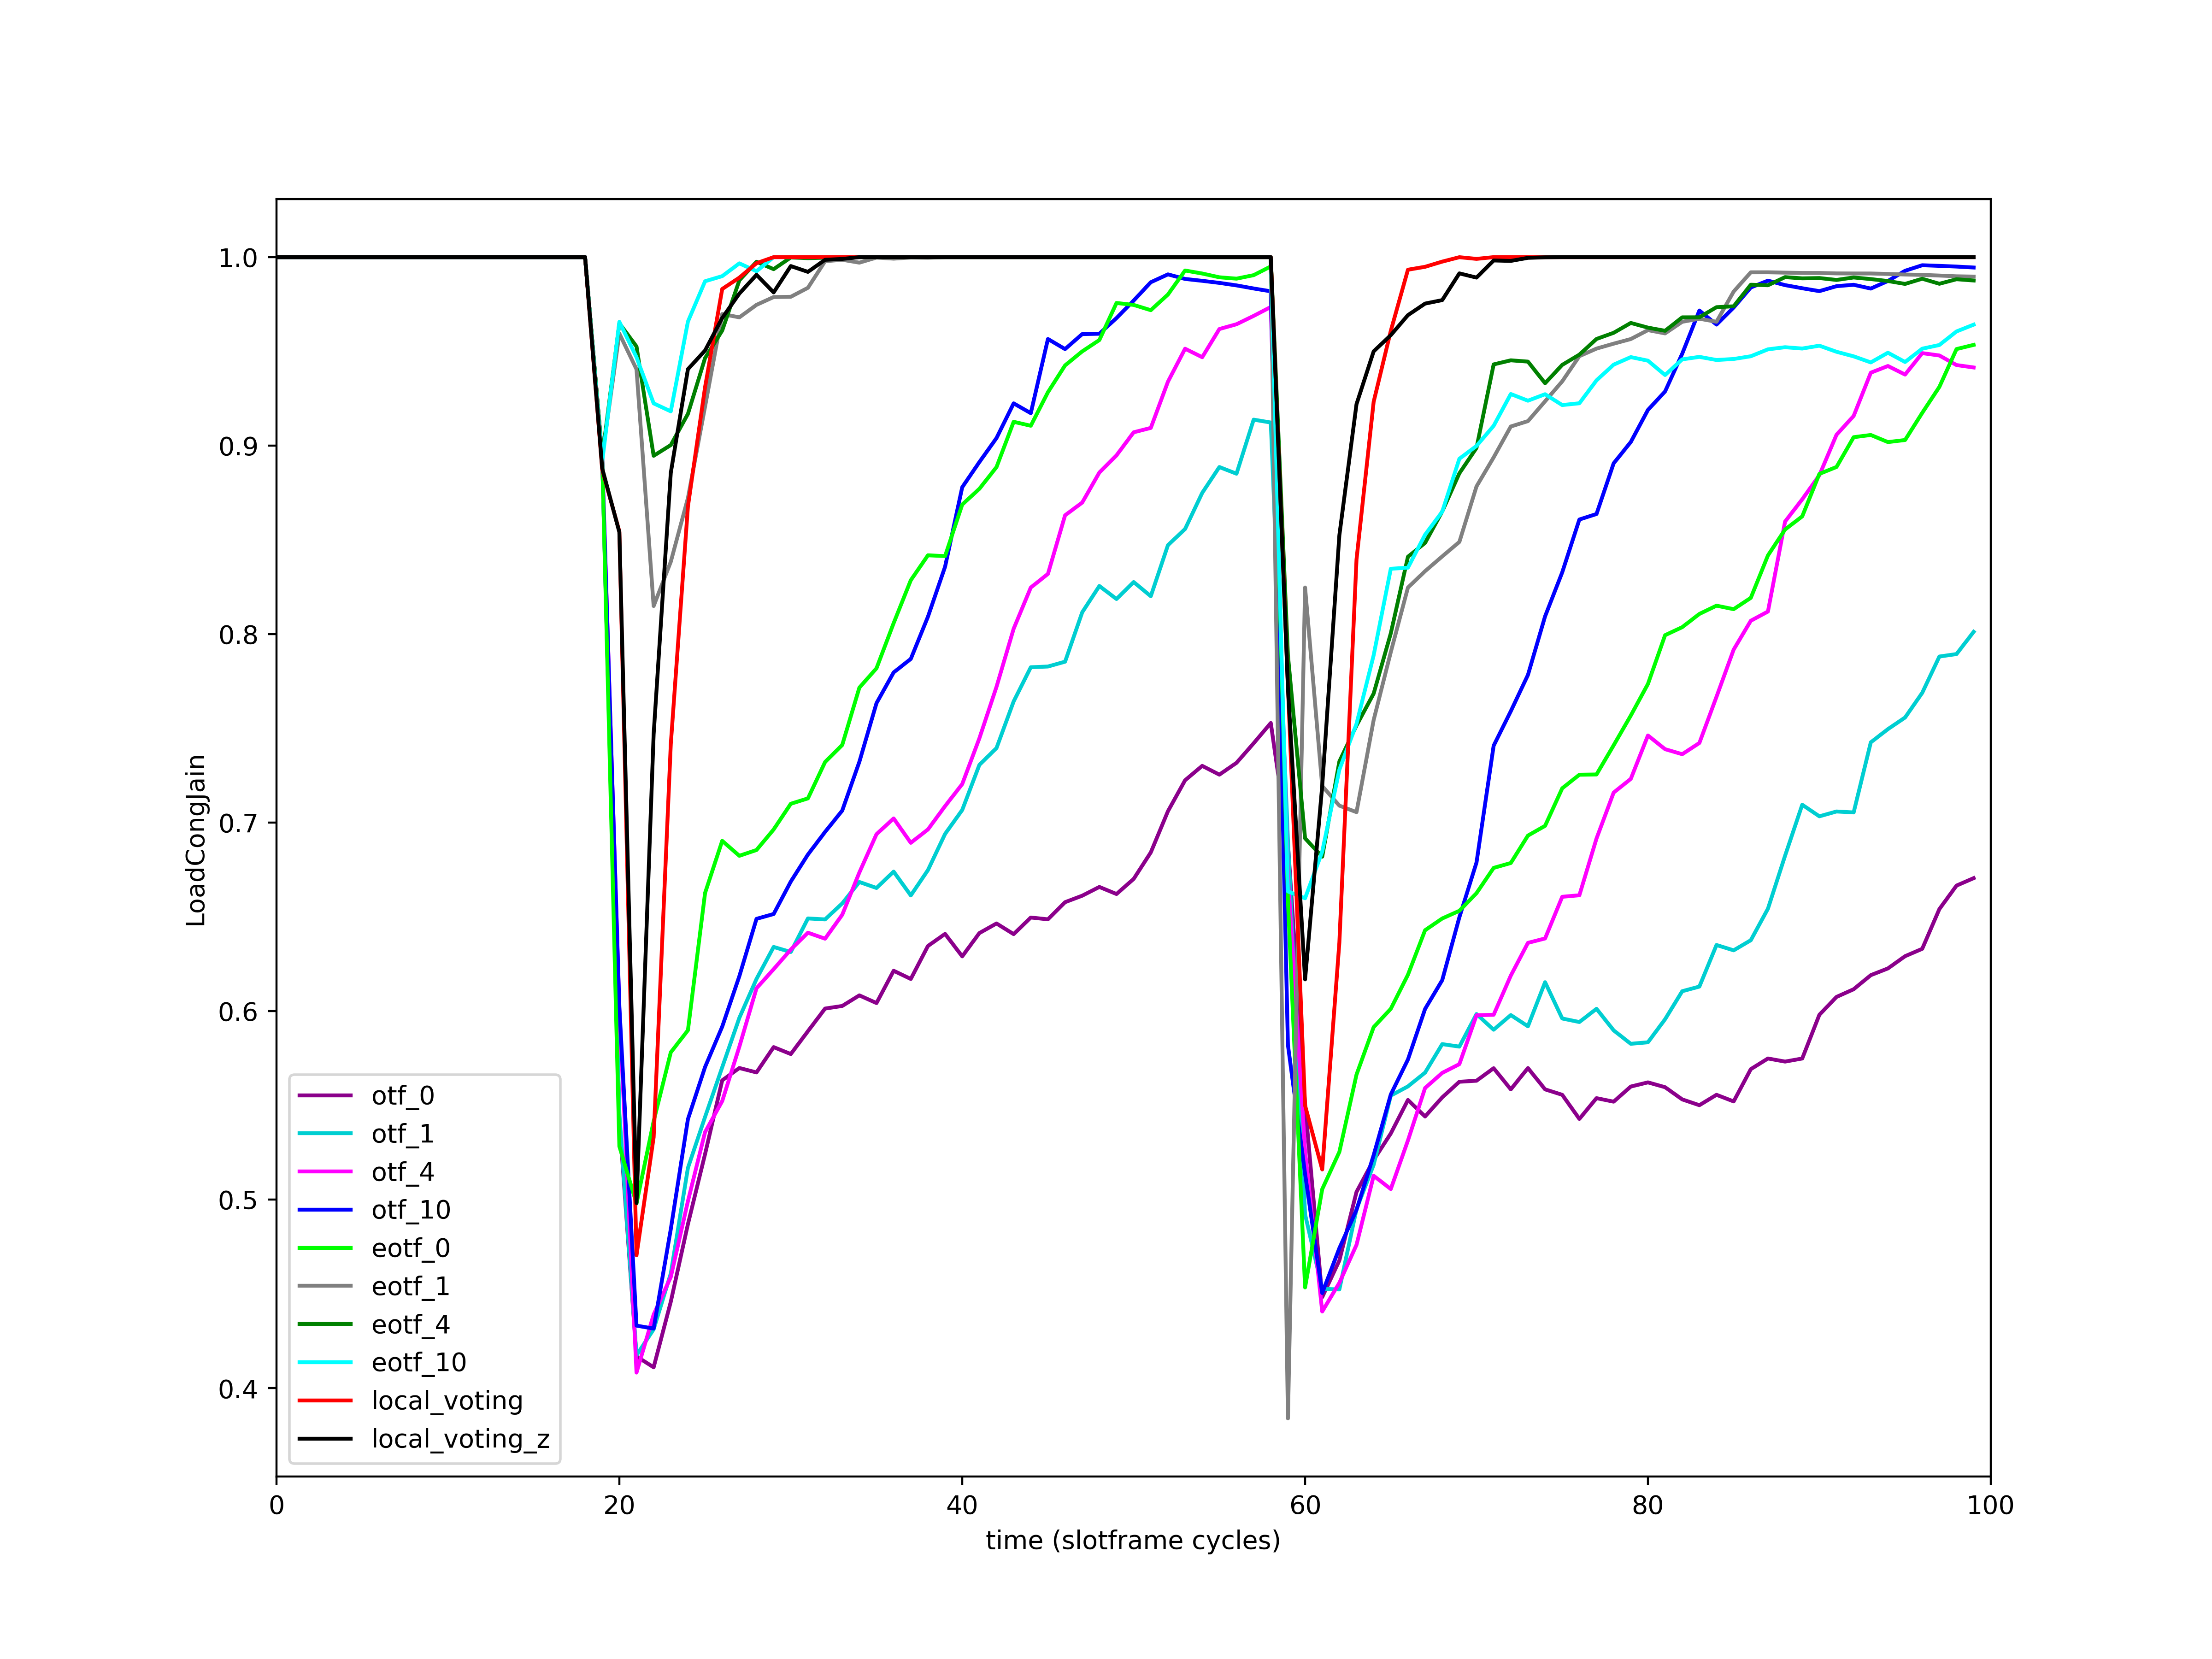 1.0
0.9
0.8
0.7
0.6
0.5
0.4
LoadCongJain
otf_0
otf_1
otf_4
otf_10
eotf_0
eotf_1
eotf_4
eotf_10
local_voting
local_voting_z
0 20 40 60 80 100
time (slotframe cycles)